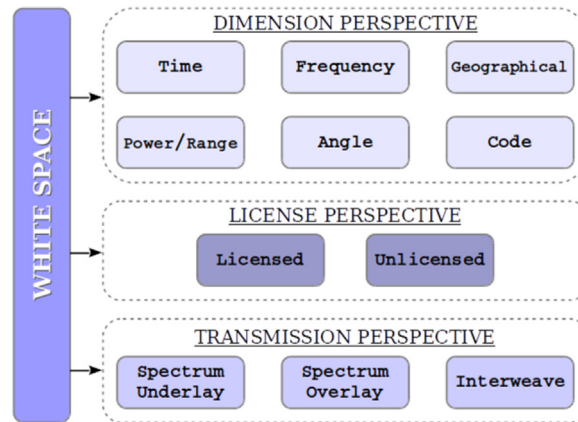 WHITE SPACE
DIMENSION PERSPECTIVE
Time
Frequency
Geographical
Power/Range
Angle
Code
LICENSE PERSPECTIVE
Licensed
Unlicensed
TRANSMISSION PERSPECTIVE
Spectrum
Underlay
Spectrum
Overlay
Interweave